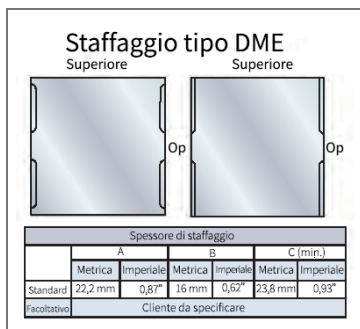 Staffaggio tipo DME
Superiore Superiore
Op Op
Spessore di staffaggio
A B C (min.)
Metrica Imperiale Metrica Imperiale Metrica Imperiale
Standard 22,2 mm 0,87" 16 mm 0,62" 23,8 mm 0,93"
Facoltativo Cliente da specificare